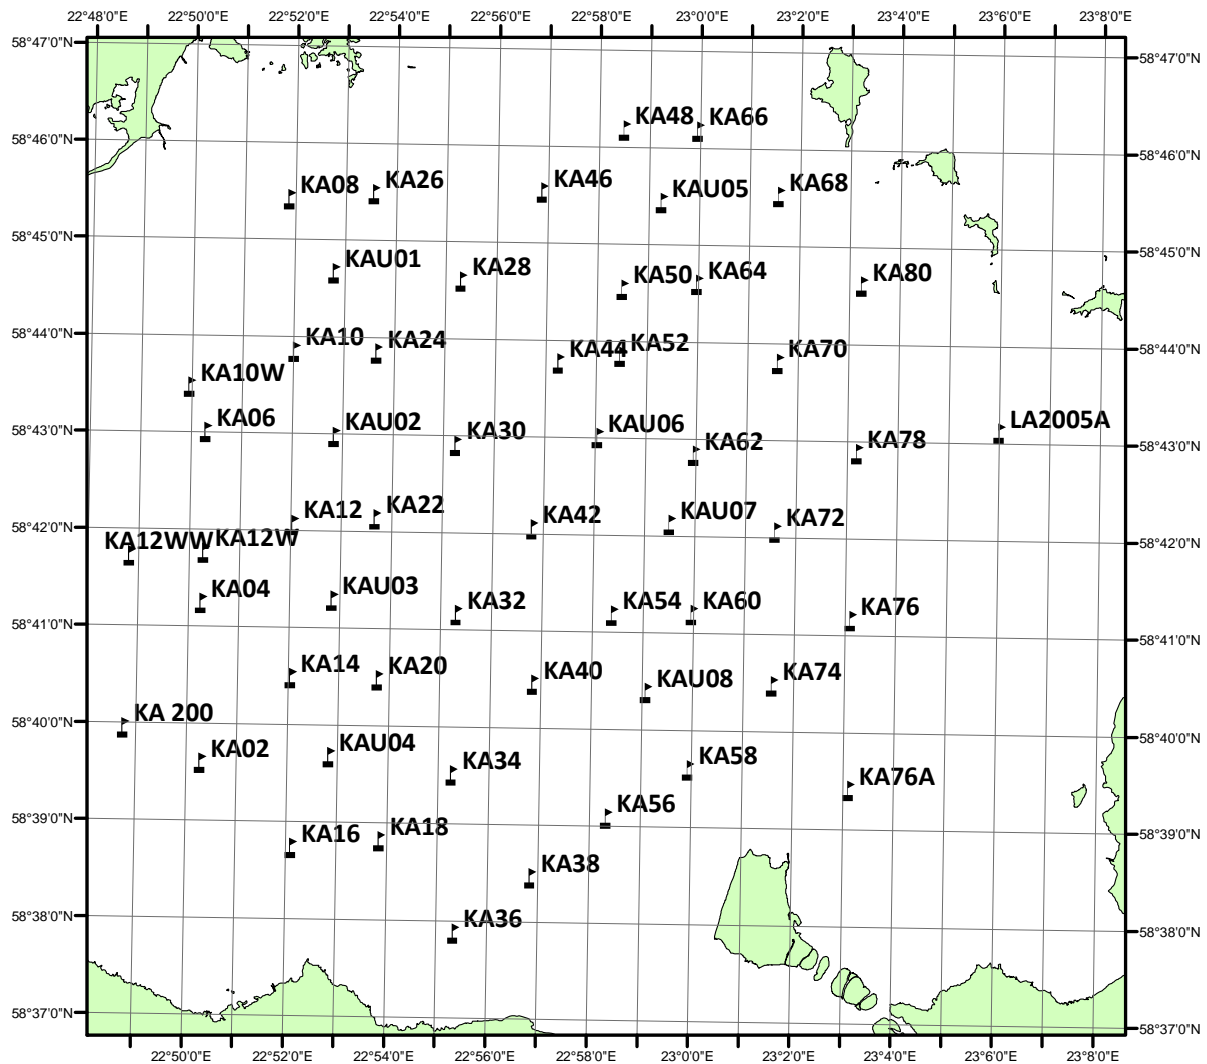 22°48'0"E 22°50'0"E 22°52'0"E 22°54'0"E 22°56'0"E 22°58'0"E 23°0'0"E 23°2'0"E 23°4'0"E 23°6'0"E 23°8'0"E
58°47'0"N 58°47'0"N
KA48 KA66
58°46'0"N 58°46'0"N
KA08 KA26 KA46 KAU05 KA68
58°45'0"N 58°45'0"N
KAU01 KA28 KA50 KA64 KA80
58°44'0"N 58°44'0"N
KA10 KA24 KA44 KA52 KA70
KA10W
KA06 KAU02 KA30 KAU06 KA62 KA78 LA2005A
58°43'0"N 58°43'0"N
KA12 KA22 KA42 KAU07 KA72
58°42'0"N 58°42'0"N
KA12WW KA12W
KA04 KAU03 KA32 KA54 KA60 KA76
58°41'0"N 58°41'0"N
KA14 KA20 KA40 KAU08 KA74
KA 200
58°40'0"N 58°40'0"N
KA02 KAU04 KA34 KA58 KA76A
KA56
58°39'0"N 58°39'0"N
KA16 KA18
KA38
KA36
58°38'0"N 58°38'0"N
58°37'0"N 58°37'0"N
22°50'0"E 22°52'0"E 22°54'0"E 22°56'0"E 22°58'0"E 23°0'0"E 23°2'0"E 23°4'0"E 23°6'0"E